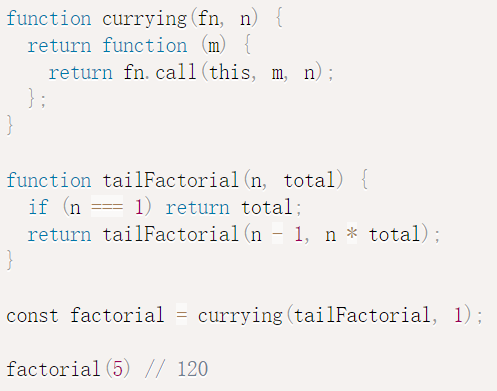 function currying(fn, n) {
  return function (m) {
    return fn.call(this, m, n);
  };
}

function tailFactorial(n, total) {
  if (n === 1) return total;
  return tailFactorial(n - 1, n * total);
}

const factorial = currying(tailFactorial, 1);

factorial(5) // 120